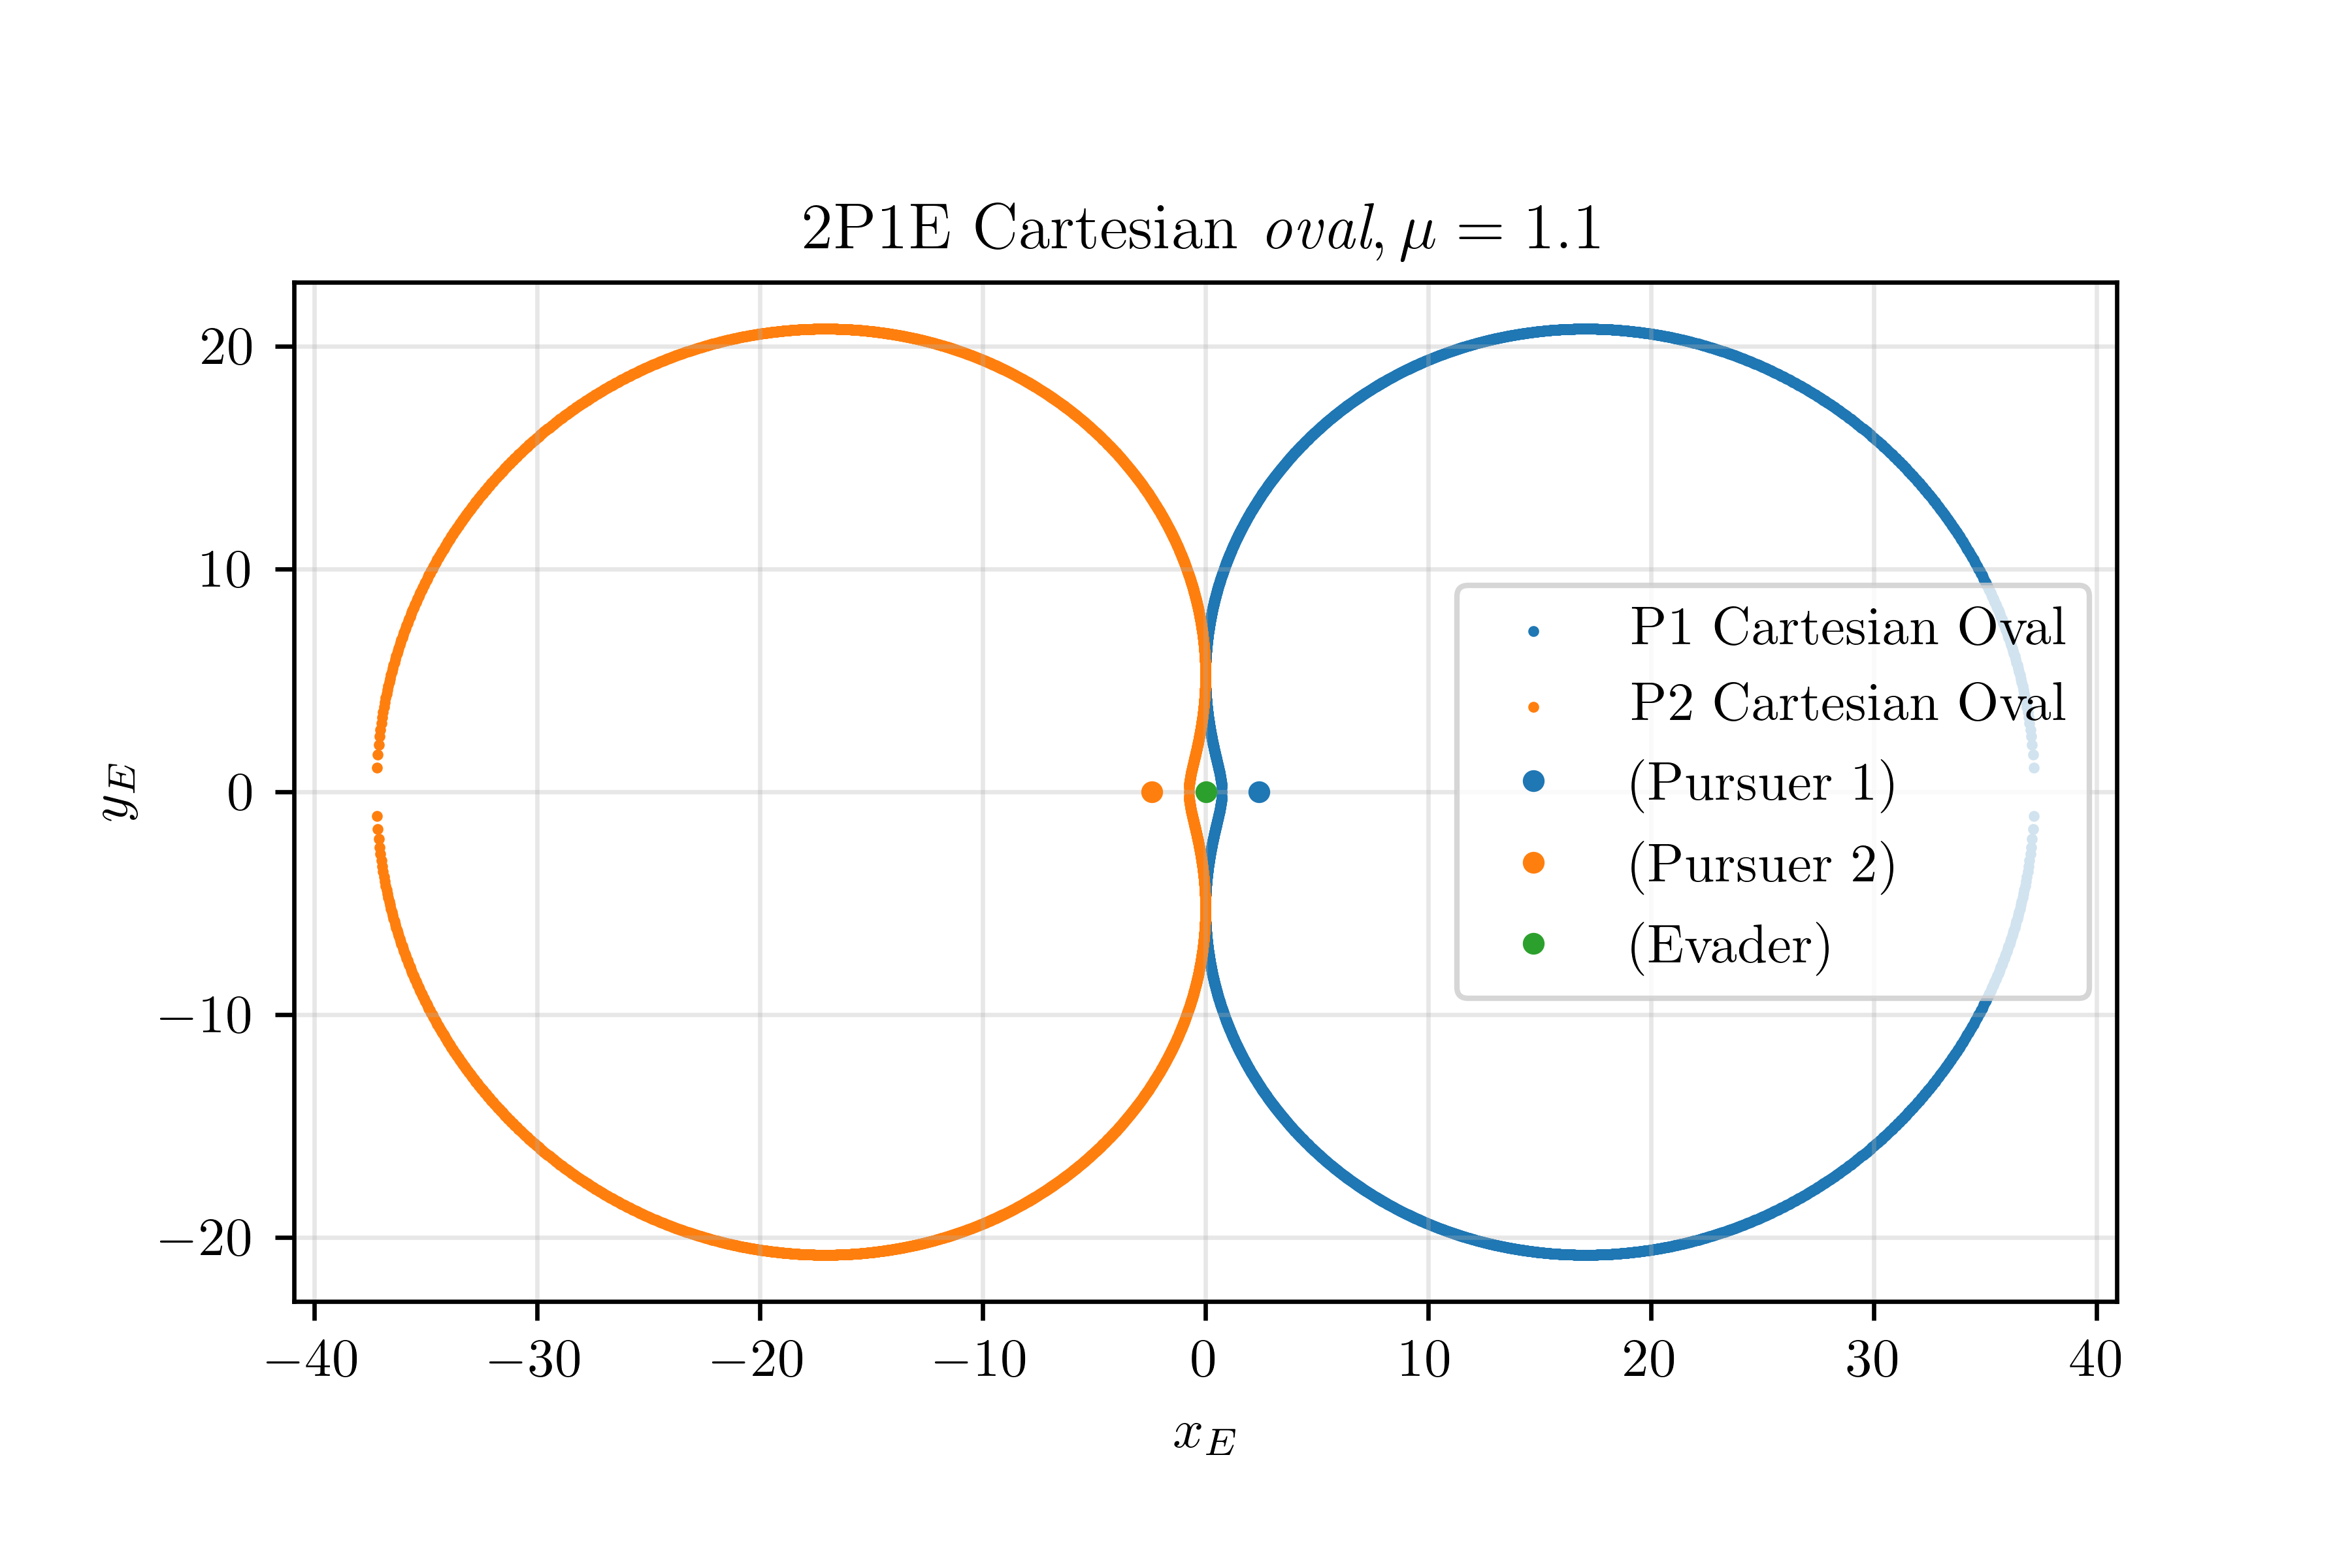 2P1E Cartesian oval, μ = 1.1
20
10
0
−10
−20
y_E
P1 Cartesian Oval
P2 Cartesian Oval
(Pursuer 1)
(Pursuer 2)
(Evader)
−40 −30 −20 −10 0 10 20 30 40
x_E